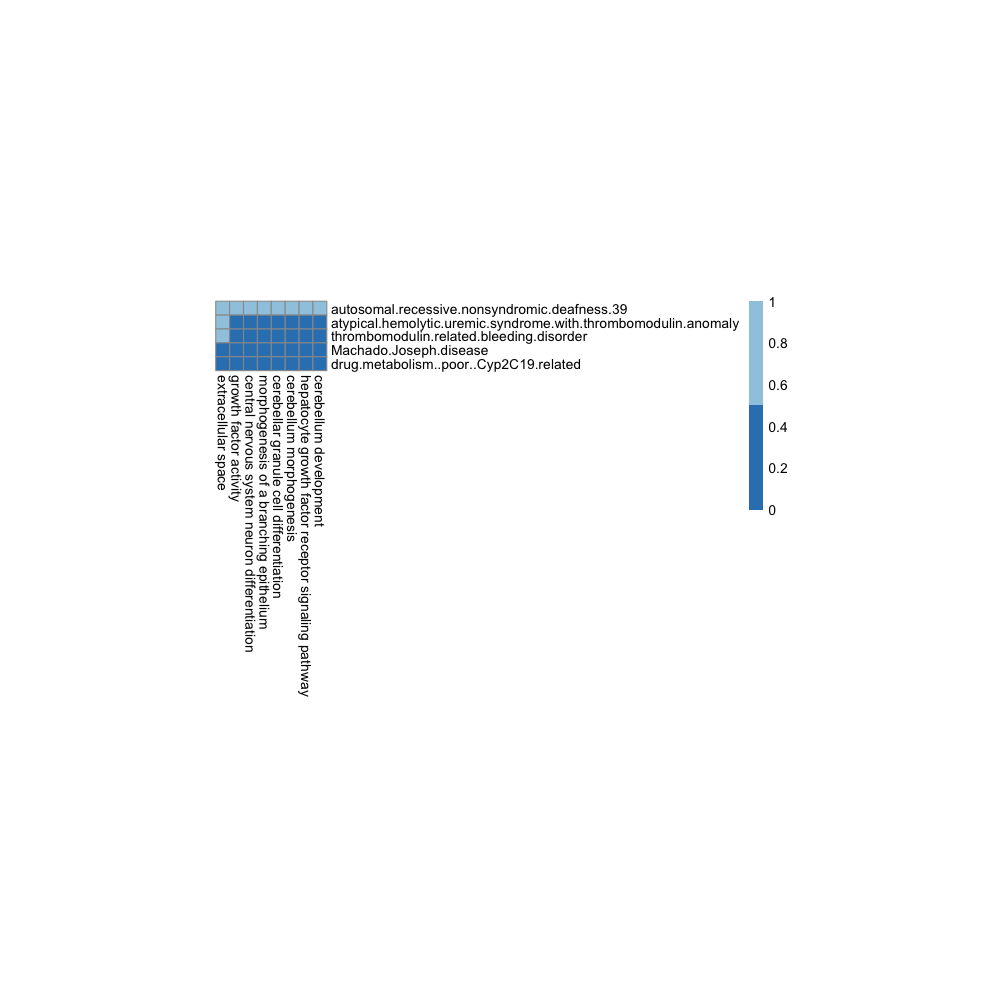 autosomal.recessive.nonsyndromic.deafness.39
atypical.hemolytic.uremic.syndrome.with.thrombomodulin.anomaly
thrombomodulin.related.bleeding.disorder
Machado.Joseph.disease
drug.metabolism..poor..Cyp2C19.related
extracellular space
growth factor activity
central nervous system neuron differentiation
morphogenesis of a branching epithelium
cerebellar granule cell differentiation
cerebellum morphogenesis
hepatocyte growth factor receptor signaling pathway
cerebellum development
1
0.8
0.6
0.4
0.2
0